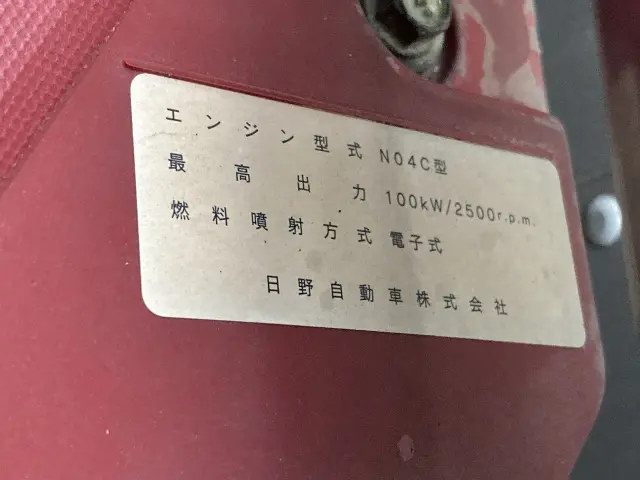 エンジン型式 N04C型
最高出力 100kW/2500r.p.m.
燃料噴射方式 電子式
日野自動車株式会社